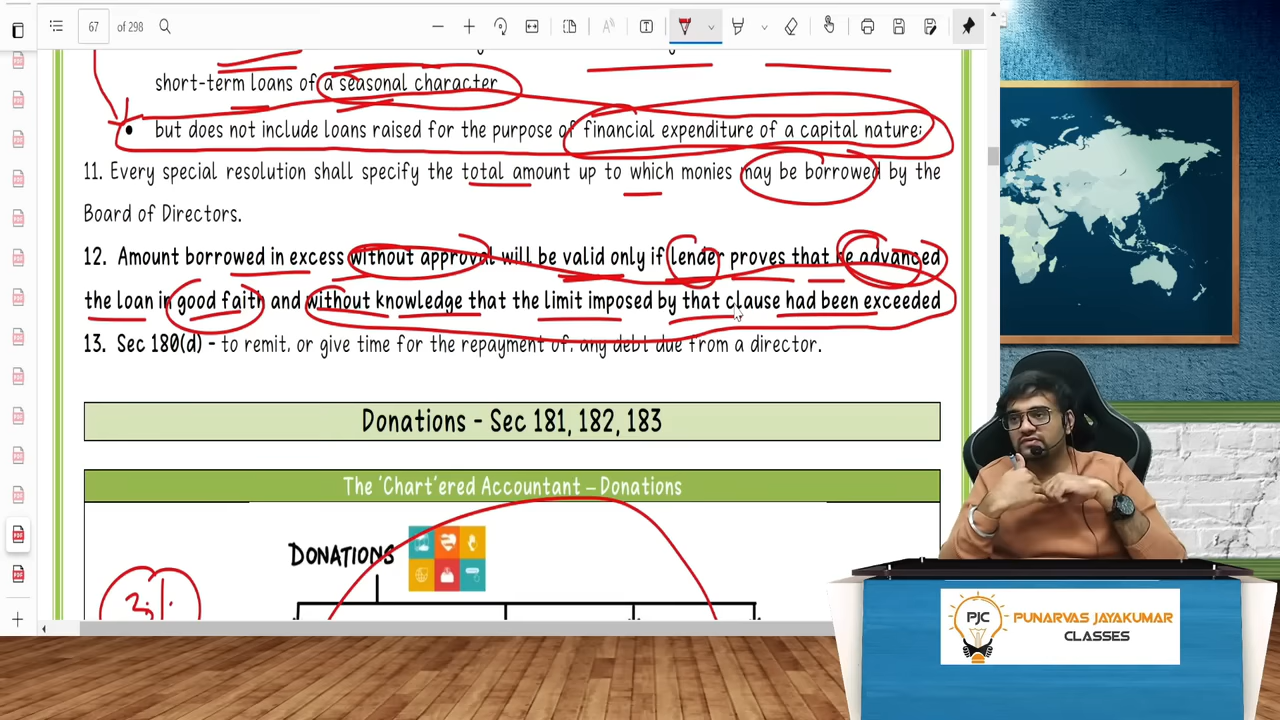 67 of 298
short-term loans of a seasonal character
• but does not include loans raised for the purpose of financial expenditure of a capital nature;
11. Every special resolution shall specify the total amount up to which monies may be borrowed by the
Board of Directors.
12. Amount borrowed in excess without approval will be valid only if lender proves that he advanced
the loan in good faith and without knowledge that the limit imposed by that clause had been exceeded
13. Sec 180(d) - to remit, or give time for the repayment of, any debt due from a director.
Donations - Sec 181, 182, 183
The 'Chart'ered Accountant – Donations
DONATIONS
3%
PJC
PUNARVAS JAYAKUMAR
CLASSES